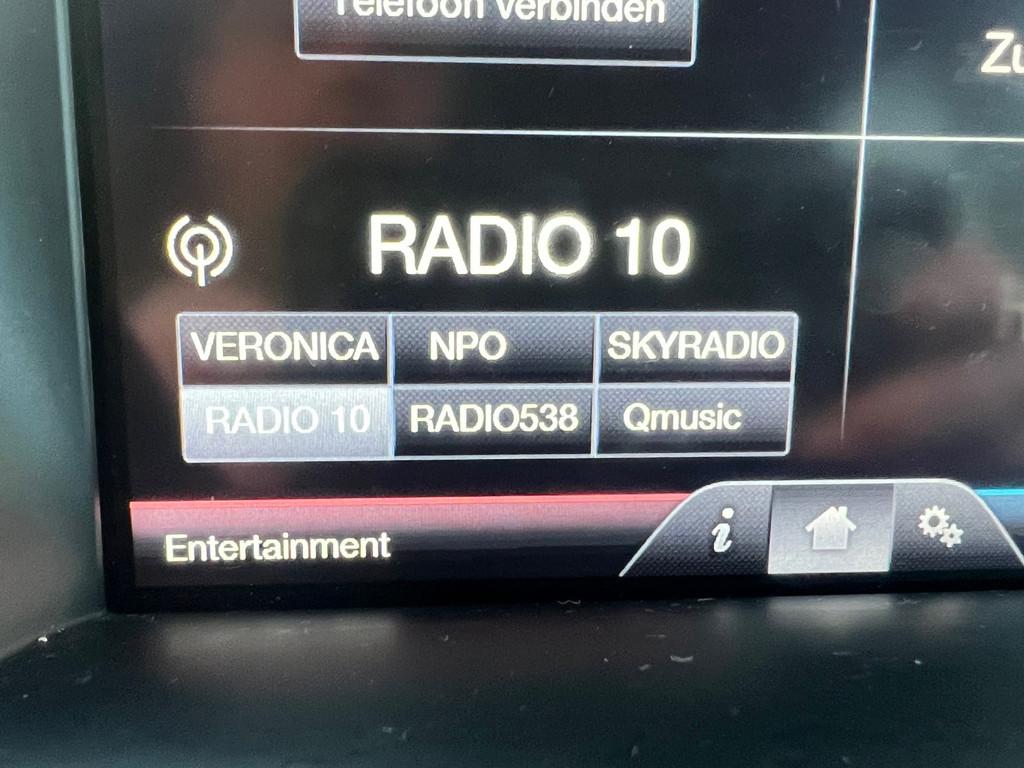 Telefoon verbinden
RADIO 10
VERONICA NPO SKYRADIO
RADIO 10 RADIO538 Qmusic
Entertainment